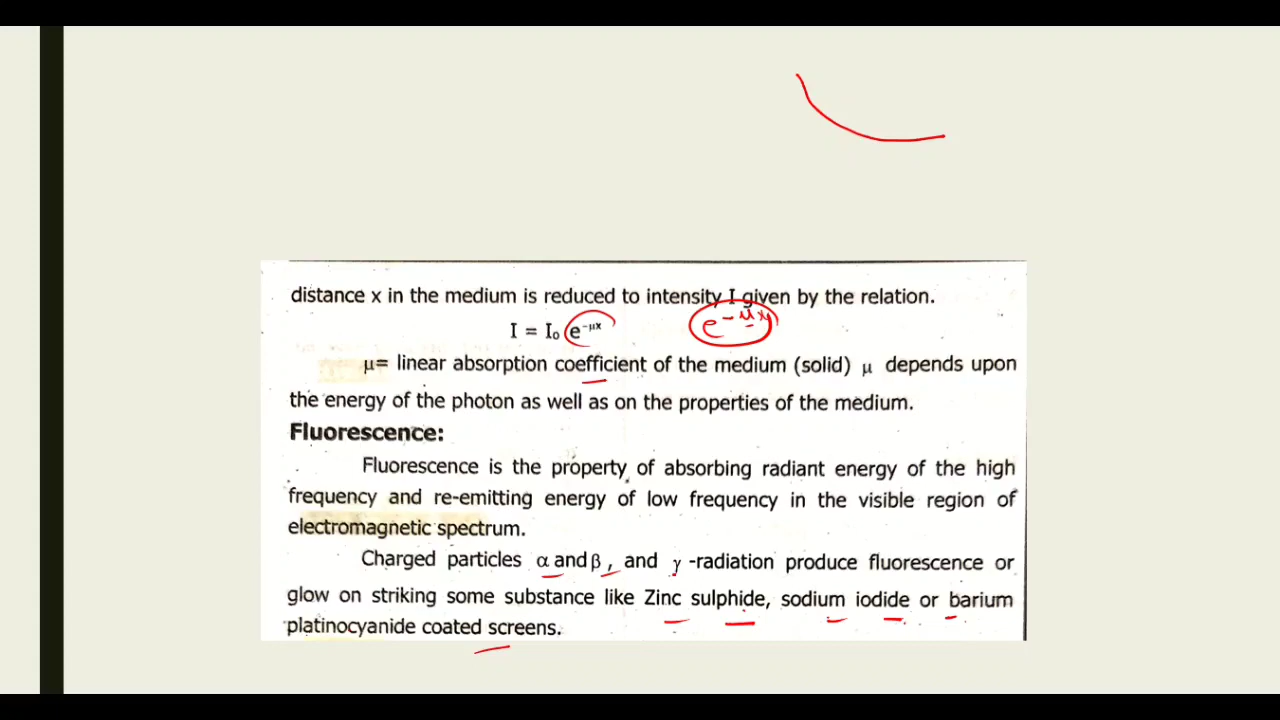 distance x in the medium is reduced to intensity I given by the relation.
I = I₀ e⁻µˣ e⁻µˣ
µ= linear absorption coefficient of the medium (solid) µ depends upon
the energy of the photon as well as on the properties of the medium.
Fluorescence:
Fluorescence is the property of absorbing radiant energy of the high
frequency and re-emitting energy of low frequency in the visible region of
electromagnetic spectrum.
Charged particles α and β, and γ -radiation produce fluorescence or
glow on striking some substance like Zinc sulphide, sodium iodide or barium
platinocyanide coated screens.